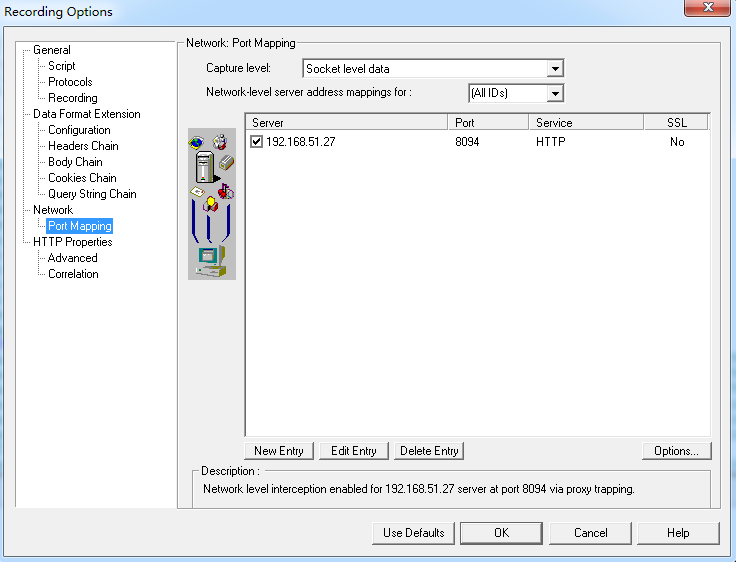 Recording Options
General
Script
Protocols
Recording
Data Format Extension
Configuration
Headers Chain
Body Chain
Cookies Chain
Query String Chain
Network
Port Mapping
HTTP Properties
Advanced
Correlation
Network: Port Mapping
Capture level: Socket level data
Network-level server address mappings for : (All IDs)
Server Port Service SSL
192.168.51.27 8094 HTTP No
New Entry Edit Entry Delete Entry Options...
Description :
Network level interception enabled for 192.168.51.27 server at port 8094 via proxy trapping.
Use Defaults OK Cancel Help